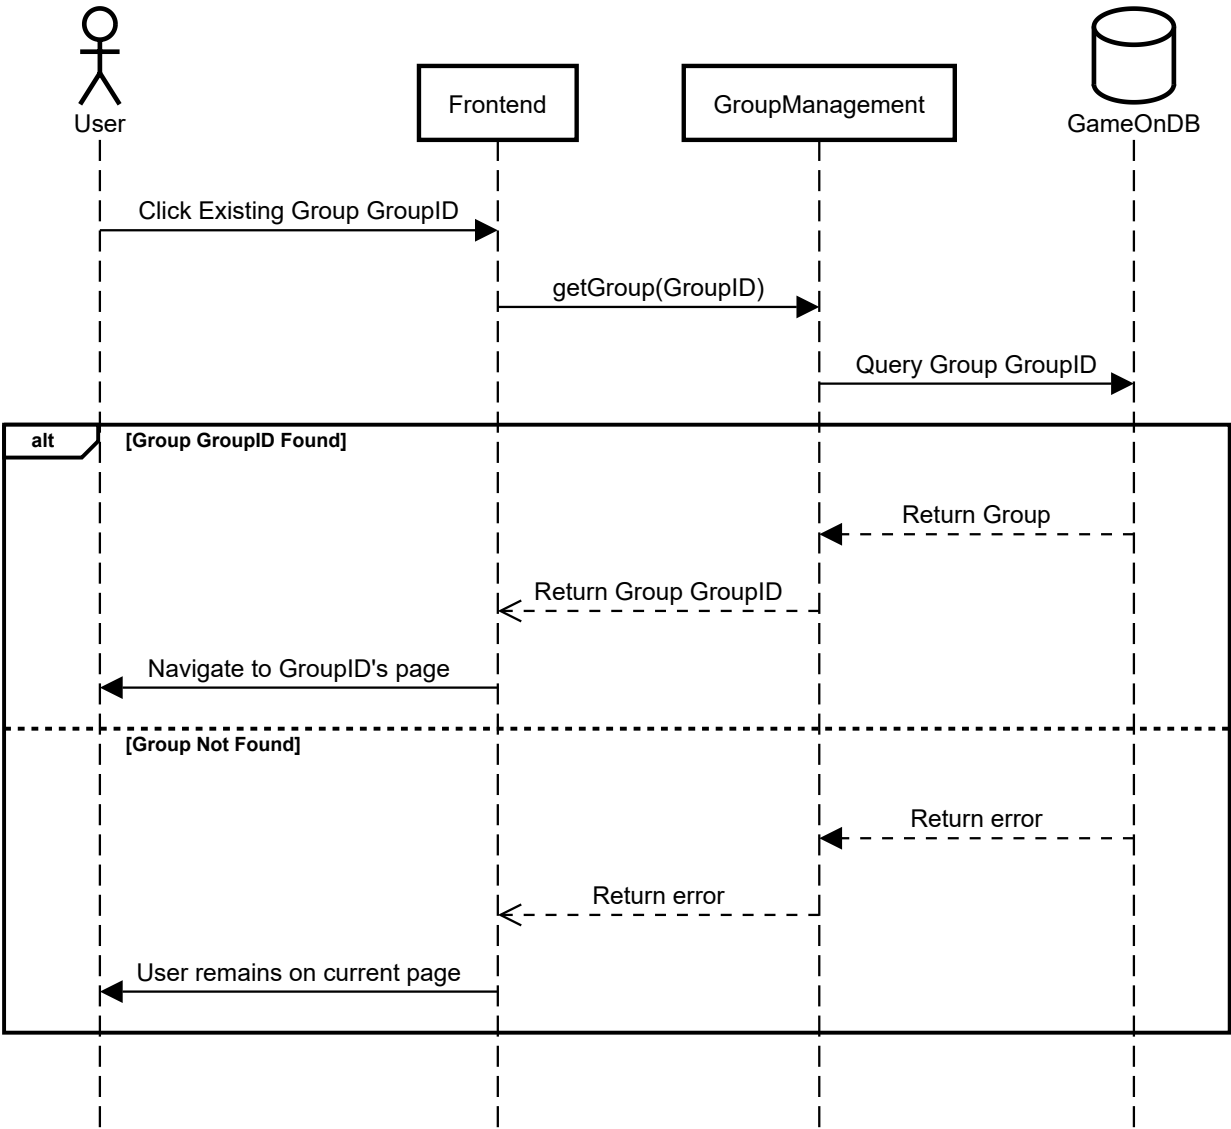 User
Frontend
GroupManagement
GameOnDB
Click Existing Group GroupID
getGroup(GroupID)
Query Group GroupID
alt
[Group GroupID Found]
Return Group
Return Group GroupID
Navigate to GroupID's page
[Group Not Found]
Return error
Return error
User remains on current page